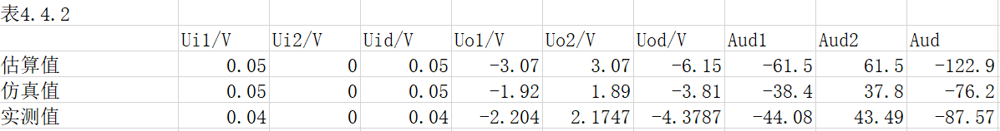 表4.4.2
Ui1/V Ui2/V Uid/V Uo1/V Uo2/V Uod/V Aud1 Aud2 Aud
估算值 0.05 0 0.05 -3.07 3.07 -6.15 -61.5 61.5 -122.9
仿真值 0.05 0 0.05 -1.92 1.89 -3.81 -38.4 37.8 -76.2
实测值 0.04 0 0.04 -2.204 2.1747 -4.3787 -44.08 43.49 -87.57